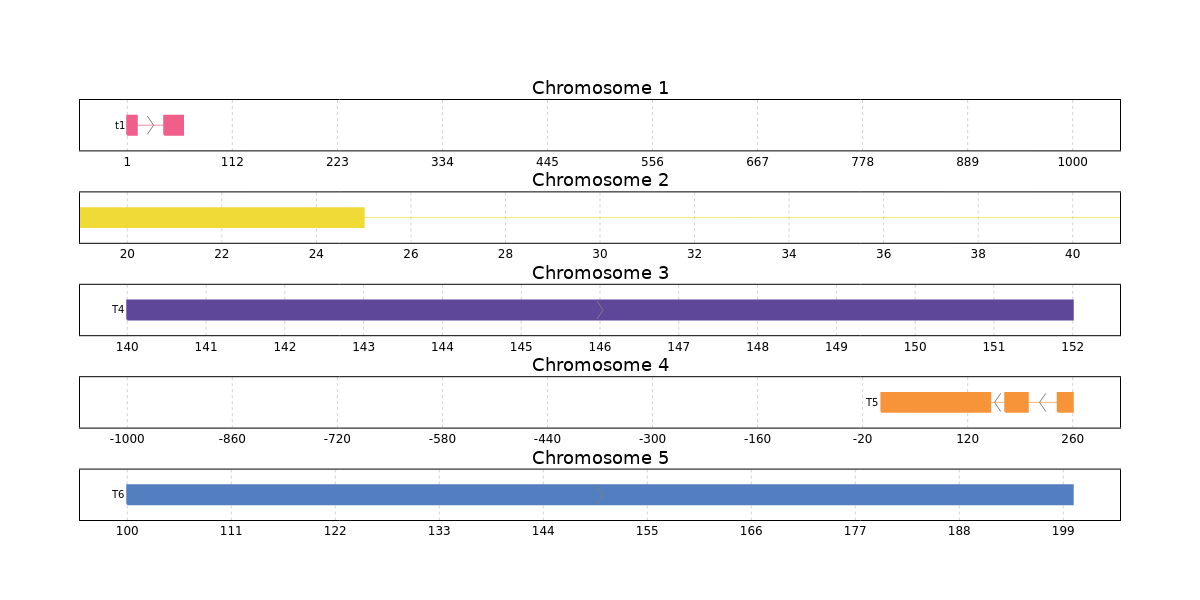 Chromosome 1
t1
1 112 223 334 445 556 667 778 889 1000
Chromosome 2
20 22 24 26 28 30 32 34 36 38 40
Chromosome 3
T4
140 141 142 143 144 145 146 147 148 149 150 151 152
Chromosome 4
T5
-1000 -860 -720 -580 -440 -300 -160 -20 120 260
Chromosome 5
T6
100 111 122 133 144 155 166 177 188 199